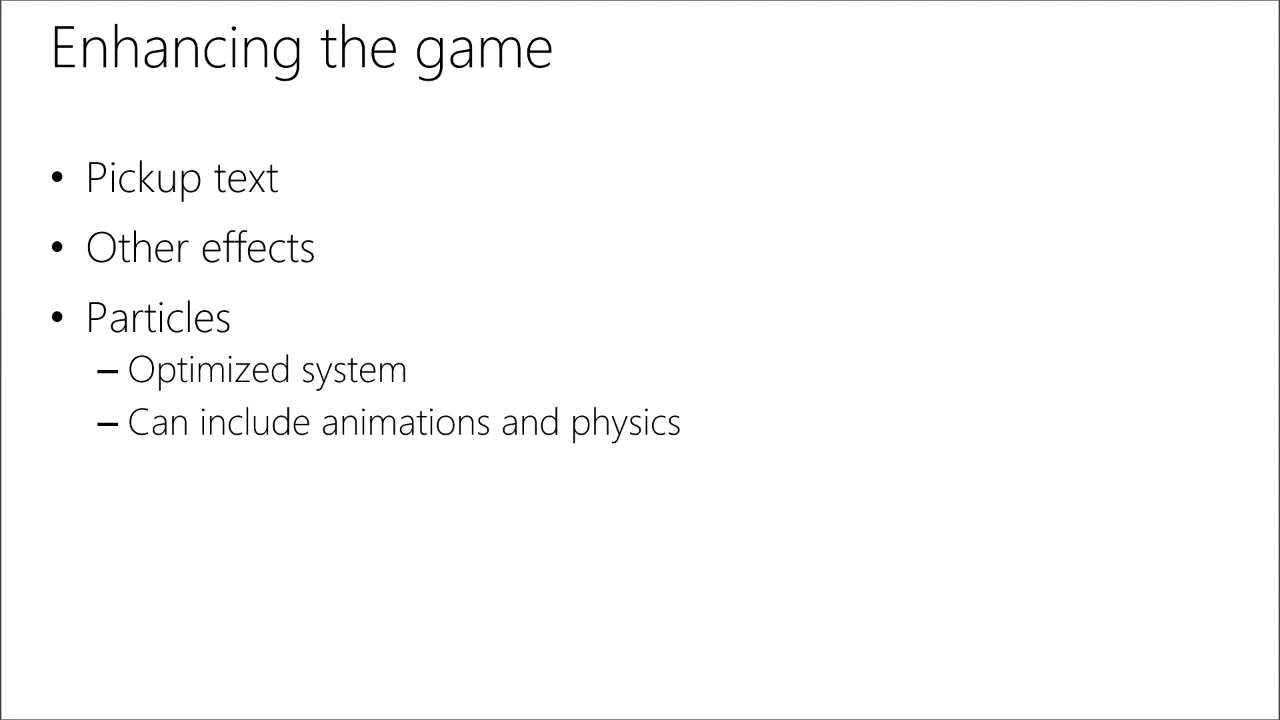 Enhancing the game
• Pickup text
• Other effects
• Particles
– Optimized system
– Can include animations and physics